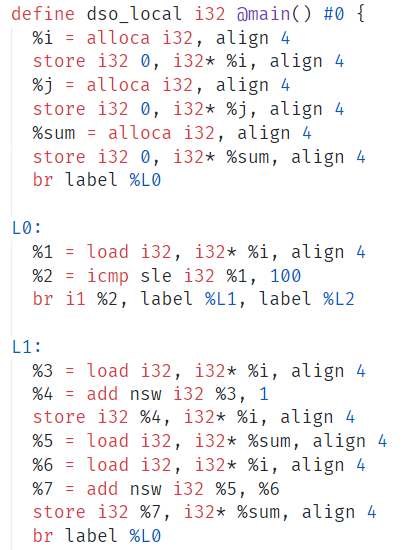 define dso_local i32 @main() #0 {
%i = alloca i32, align 4
store i32 0, i32* %i, align 4
%j = alloca i32, align 4
store i32 0, i32* %j, align 4
%sum = alloca i32, align 4
store i32 0, i32* %sum, align 4
br label %L0
L0:
%1 = load i32, i32* %i, align 4
%2 = icmp sle i32 %1, 100
br i1 %2, label %L1, label %L2
L1:
%3 = load i32, i32* %i, align 4
%4 = add nsw i32 %3, 1
store i32 %4, i32* %i, align 4
%5 = load i32, i32* %sum, align 4
%6 = load i32, i32* %i, align 4
%7 = add nsw i32 %5, %6
store i32 %7, i32* %sum, align 4
br label %L0